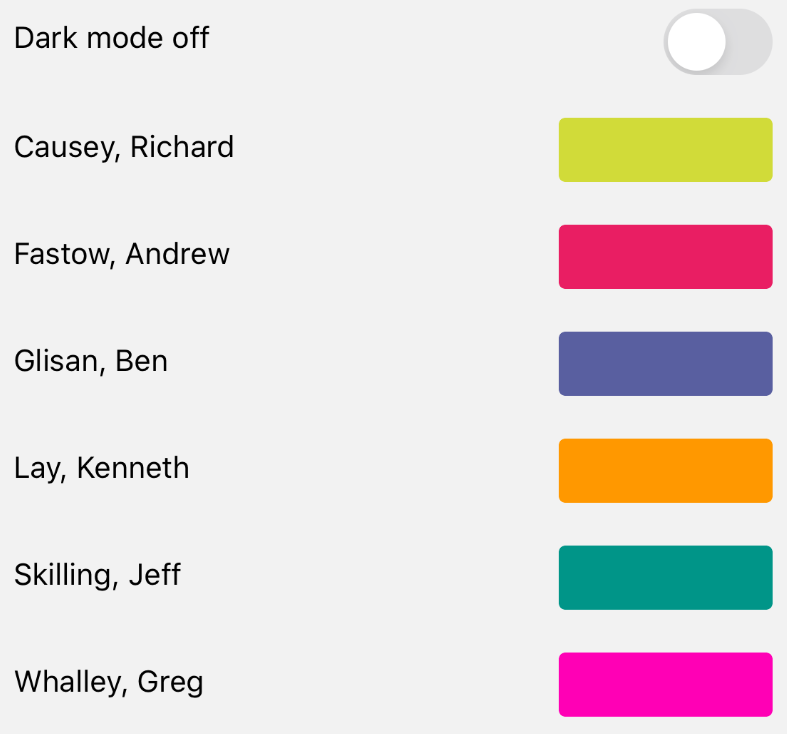 Dark mode off
Causey, Richard
Fastow, Andrew
Glisan, Ben
Lay, Kenneth
Skilling, Jeff
Whalley, Greg